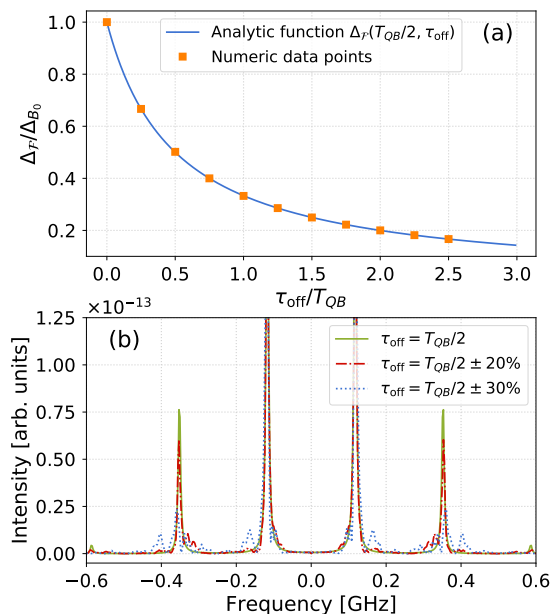 Analytic function Δ_F(T_QB/2, τ_off)
Numeric data points
(a)
1.0
0.8
0.6
0.4
0.2
Δ_F/Δ_B₀
0.0 0.5 1.0 1.5 2.0 2.5 3.0
τ_off/T_QB
×10⁻¹³
(b)
τ_off = T_QB/2
τ_off = T_QB/2 ± 20%
τ_off = T_QB/2 ± 30%
1.25
1.00
0.75
0.50
0.25
0.00
Intensity [arb. units]
−0.6 −0.4 −0.2 0.0 0.2 0.4 0.6
Frequency [GHz]